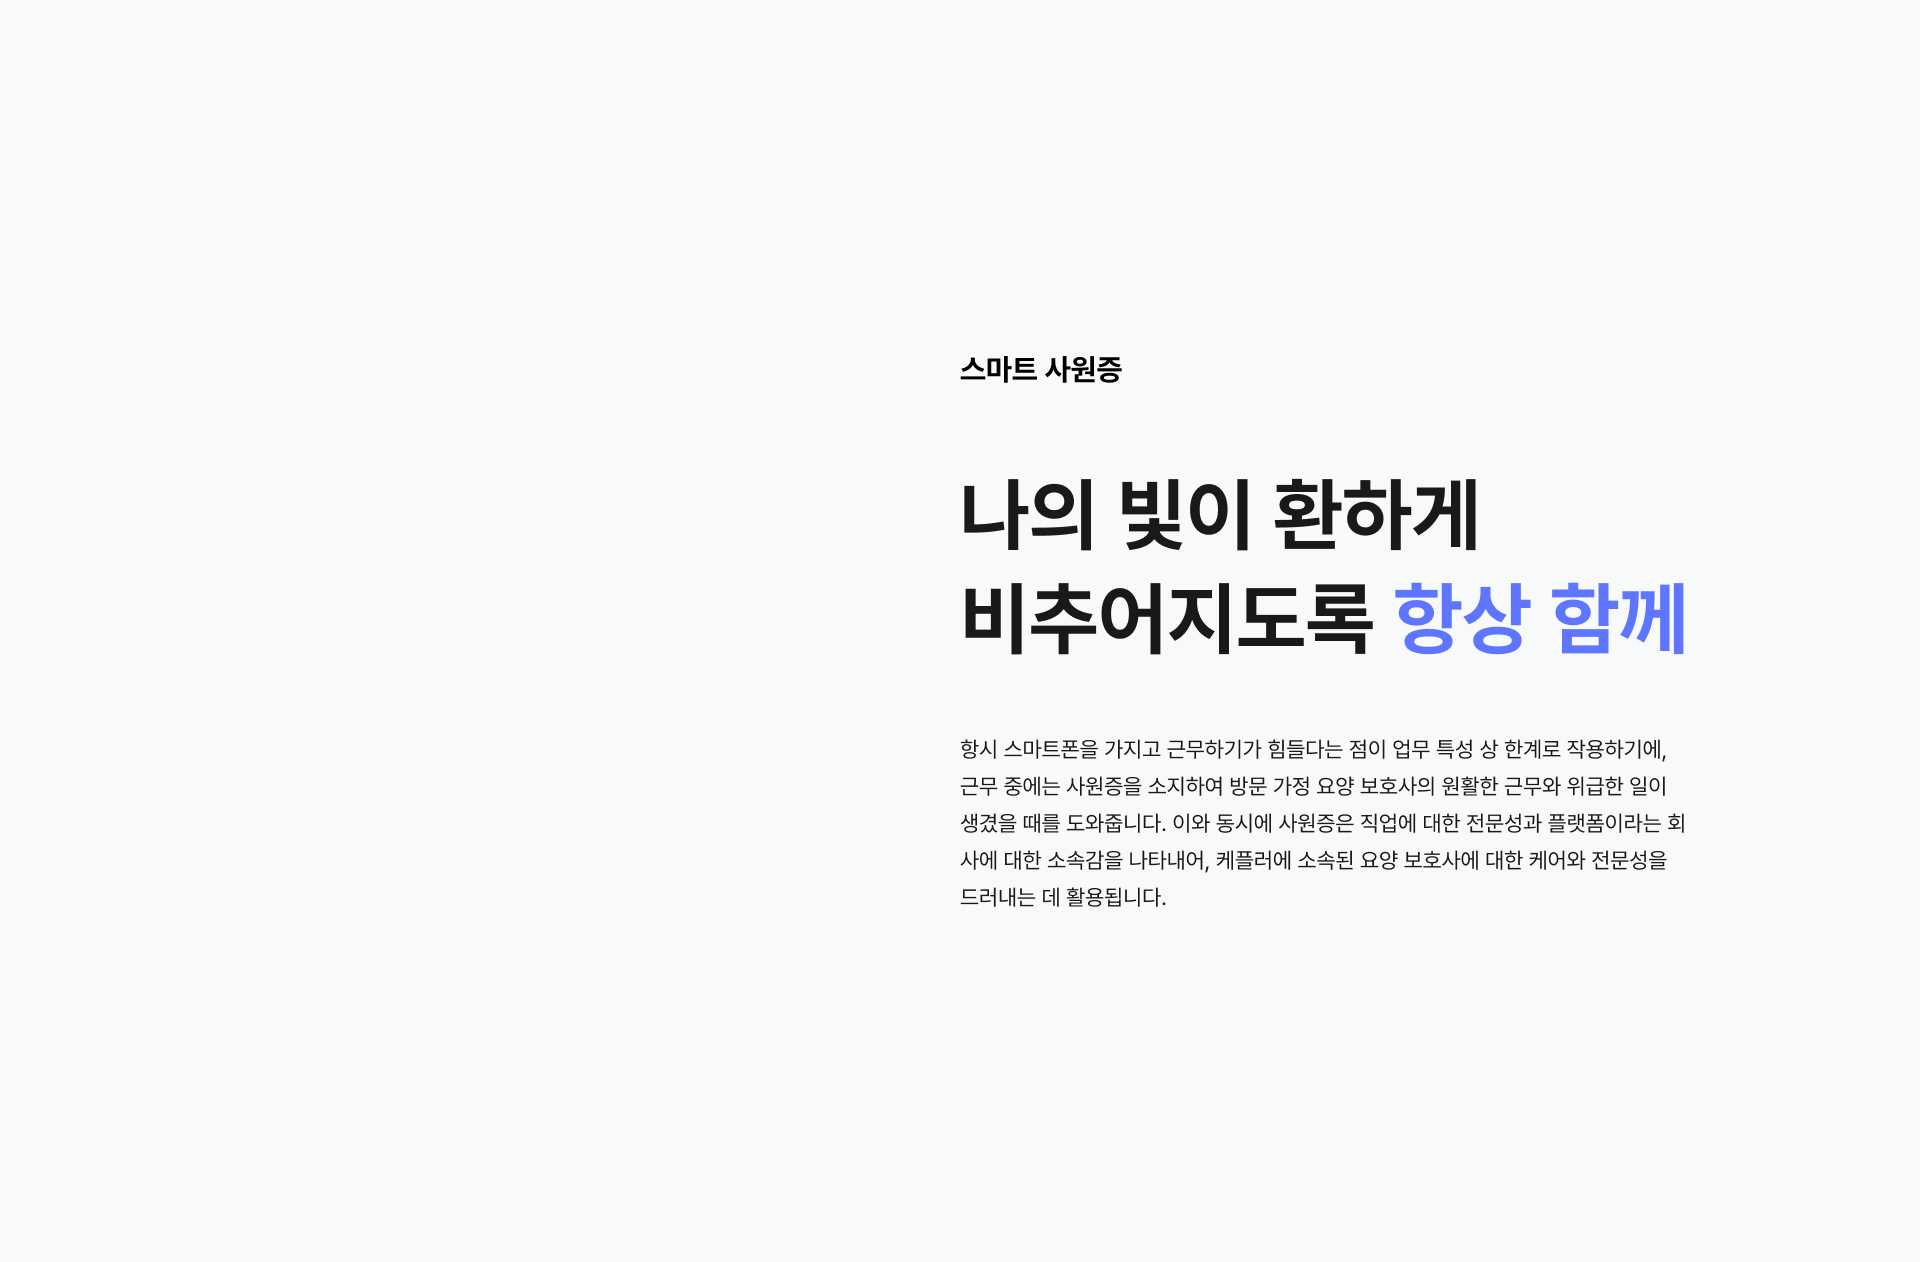 스마트 사원증
나의 빛이 환하게
비추어지도록 항상 함께
항시 스마트폰을 가지고 근무하기가 힘들다는 점이 업무 특성 상 한계로 작용하기에,
근무 중에는 사원증을 소지하여 방문 가정 요양 보호사의 원활한 근무와 위급한 일이
생겼을 때를 도와줍니다. 이와 동시에 사원증은 직업에 대한 전문성과 플랫폼이라는 회
사에 대한 소속감을 나타내어, 케플러에 소속된 요양 보호사에 대한 케어와 전문성을
드러내는 데 활용됩니다.